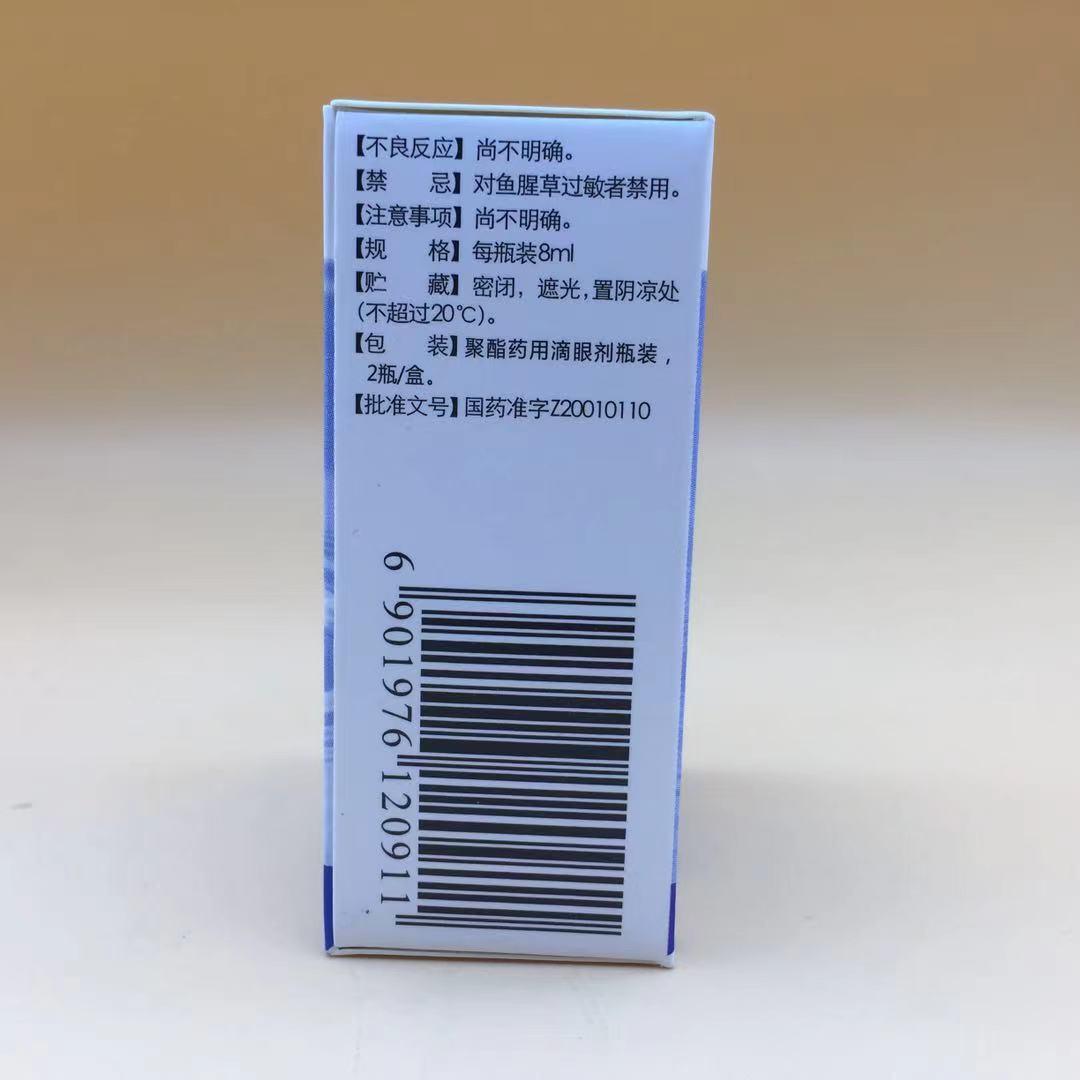 【不良反应】尚不明确。
【禁　　忌】对鱼腥草过敏者禁用。
【注意事项】尚不明确。
【规　　格】每瓶装8ml
【贮　　藏】密闭，遮光，置阴凉处
（不超过20℃）。
【包　　装】聚酯药用滴眼剂瓶装，
2瓶/盒。
【批准文号】国药准字Z20010110
6 901976 120911